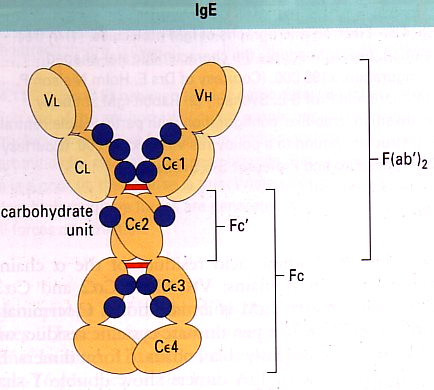 IgE
VL
VH
CL
Cϵ1
F(ab')2
carbohydrate
unit
Cϵ2
Fc'
Fc
Cϵ3
Cϵ4